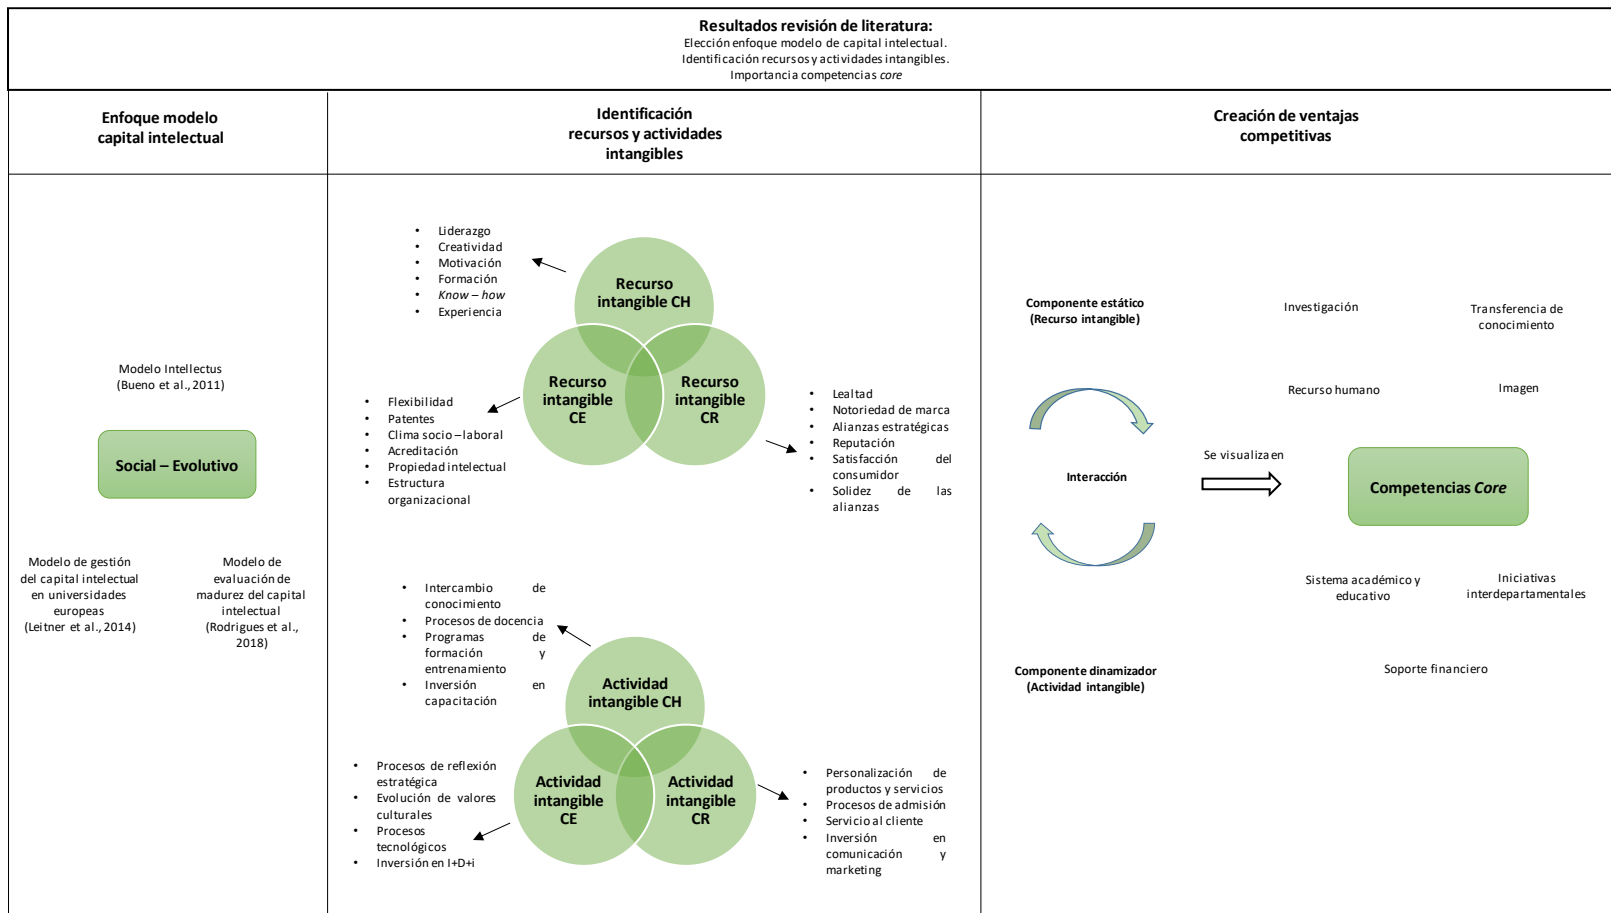 Resultados revisión de literatura:
Elección enfoque modelo de capital intelectual.
Identificación recursos y actividades intangibles.
Importancia competencias core
Enfoque modelo
capital intelectual
Identificación
recursos y actividades
intangibles
Creación de ventajas
competitivas
Modelo Intellectus
(Bueno et al., 2011)
Social – Evolutivo
Modelo de gestión
del capital intelectual
en universidades
europeas
(Leitner et al., 2014)
Modelo de
evaluación de
madurez del capital
intelectual
(Rodrigues et al.,
2018)
• Liderazgo
• Creatividad
• Motivación
• Formación
• Know – how
• Experiencia
Recurso
intangible CH
Recurso
intangible
CE
Recurso
intangible
CR
• Flexibilidad
• Patentes
• Clima socio – laboral
• Acreditación
• Propiedad intelectual
• Estructura
organizacional
• Lealtad
• Notoriedad de marca
• Alianzas estratégicas
• Reputación
• Satisfacción del
consumidor
• Solidez de las
alianzas
• Intercambio de
conocimiento
• Procesos de docencia
• Programas de
formación y
entrenamiento
• Inversión en
capacitación
Actividad
intangible CH
Actividad
intangible
CE
Actividad
intangible
CR
• Procesos de reflexión
estratégica
• Evolución de valores
culturales
• Procesos
tecnológicos
• Inversión en I+D+i
• Personalización de
productos y servicios
• Procesos de admisión
• Servicio al cliente
• Inversión en
comunicación y
marketing
Componente estático
(Recurso intangible)
Interacción
Componente dinamizador
(Actividad intangible)
Se visualiza en
Investigación
Transferencia de
conocimiento
Recurso humano
Imagen
Competencias Core
Sistema académico y
educativo
Iniciativas
interdepartamentales
Soporte financiero